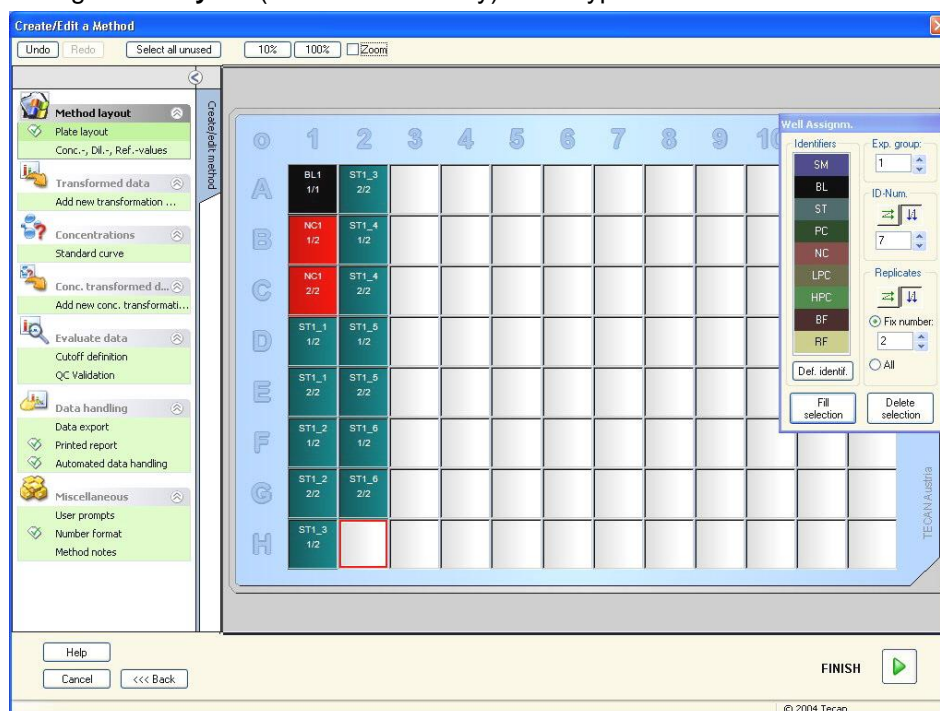 Create/Edit a Method
Undo Redo Select all unused 10% 100% Zoom
Method layout
Plate layout
Conc.-, Dil.-, Ref.-values
Transformed data
Add new transformation ...
Concentrations
Standard curve
Conc. transformed d...
Add new conc. transformati...
Evaluate data
Cutoff definition
QC Validation
Data handling
Data export
Printed report
Automated data handling
Miscellaneous
User prompts
Number format
Method notes
Create/edit method
1 2 3 4 5 6 7 8 9 10
A BL1 1/1 ST1_3 2/2
B NC1 1/2 ST1_4 1/2
C NC1 2/2 ST1_4 2/2
D ST1_1 1/2 ST1_5 1/2
E ST1_1 2/2 ST1_5 2/2
F ST1_2 1/2 ST1_6 1/2
G ST1_2 2/2 ST1_6 2/2
H ST1_3 1/2
TECAN Austria
Well Assignm.
Identifiers
SM
BL
ST
PC
NC
LPC
HPC
BF
RF
Def. identif.
Exp. group:
1
ID-Num.
7
Replicates
Fix number:
2
All
Fill selection
Delete selection
Help
Cancel <<< Back
FINISH
© 2004 Tecan